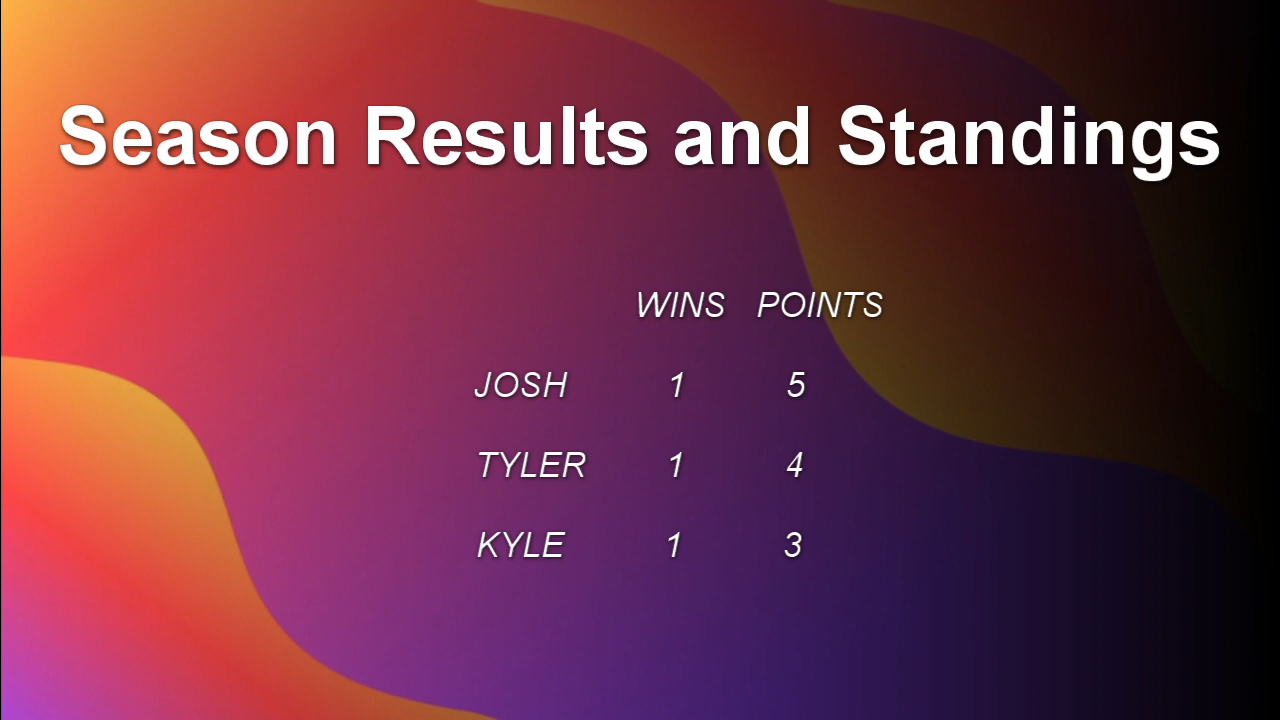 Season Results and Standings
WINS POINTS
JOSH 1 5
TYLER 1 4
KYLE 1 3